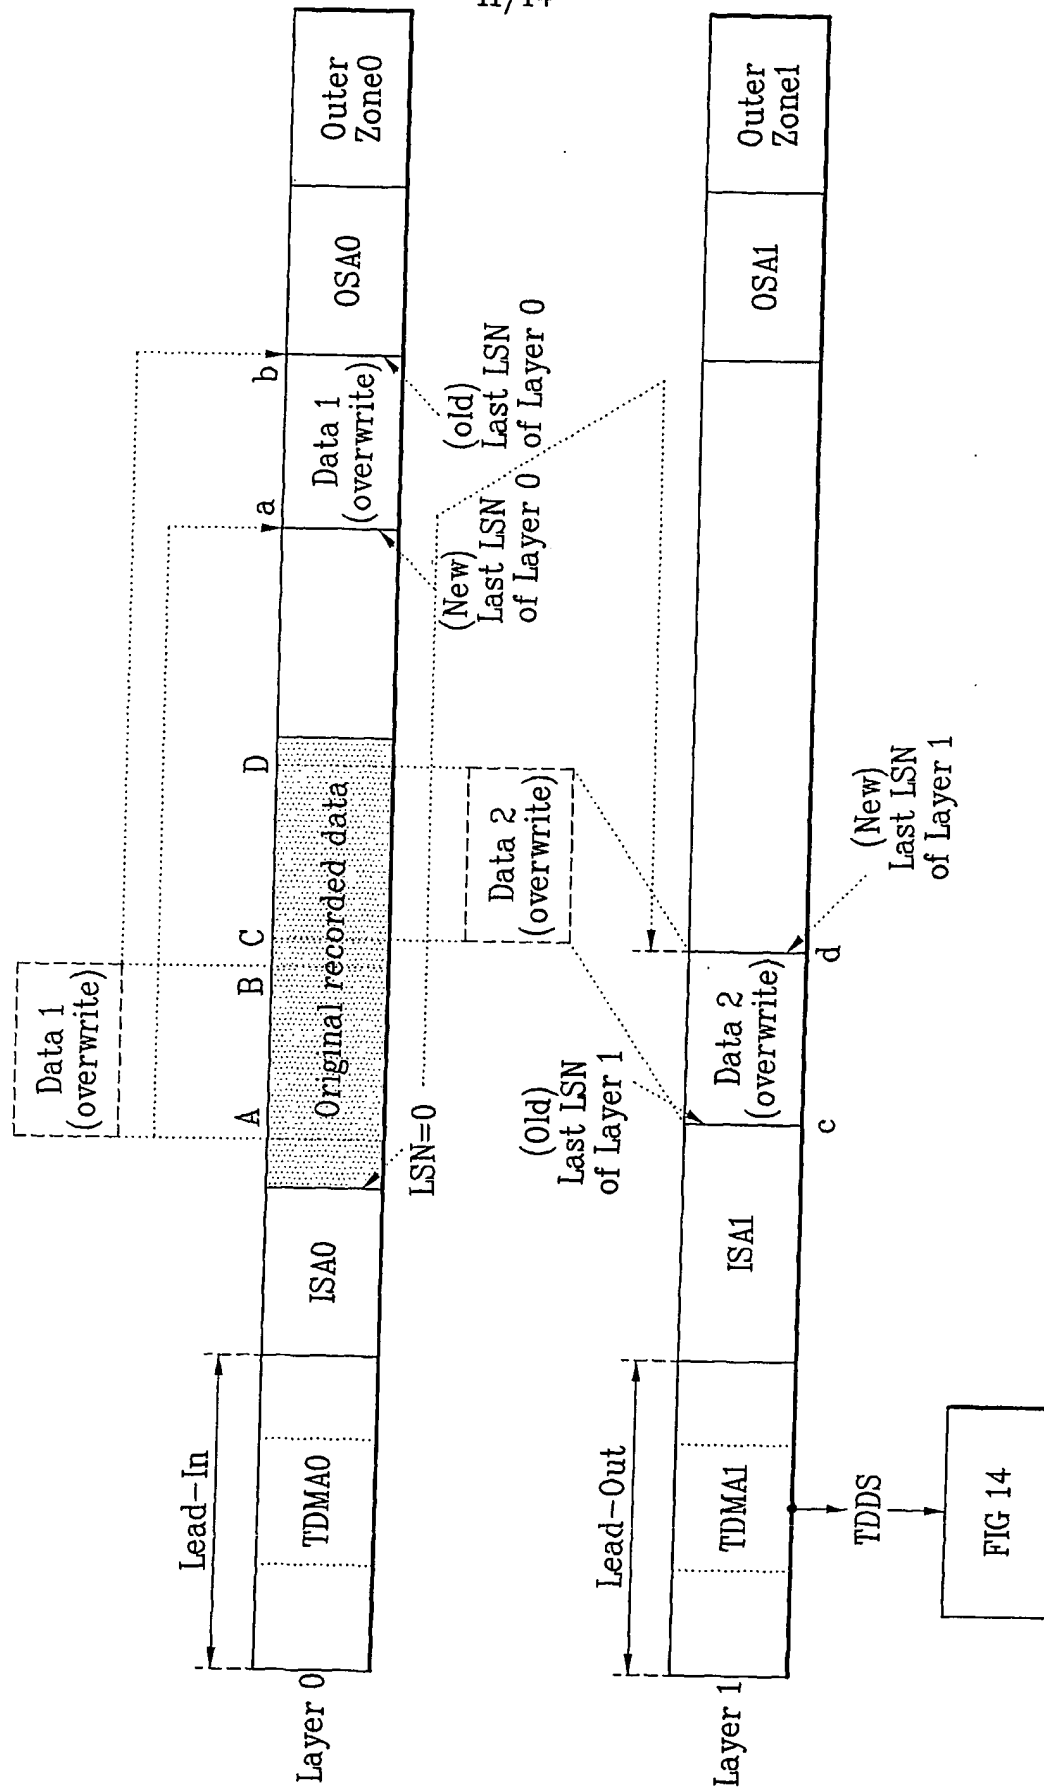 Data 1
(overwrite)
A
B
C
D
a
b
Lead-In
Layer 0
TDMA0
ISA0
Original recorded data
Data 1
(overwrite)
OSA0
Outer
Zone0
LSN=0
(New)
Last LSN
of Layer 0
(old)
Last LSN
of Layer 0
Data 2
(overwrite)
(Old)
Last LSN
of Layer 1
Lead-Out
Layer 1
TDMA1
ISA1
Data 2
(overwrite)
OSA1
Outer
Zone1
c
d
(New)
Last LSN
of Layer 1
TDDS
FIG 14